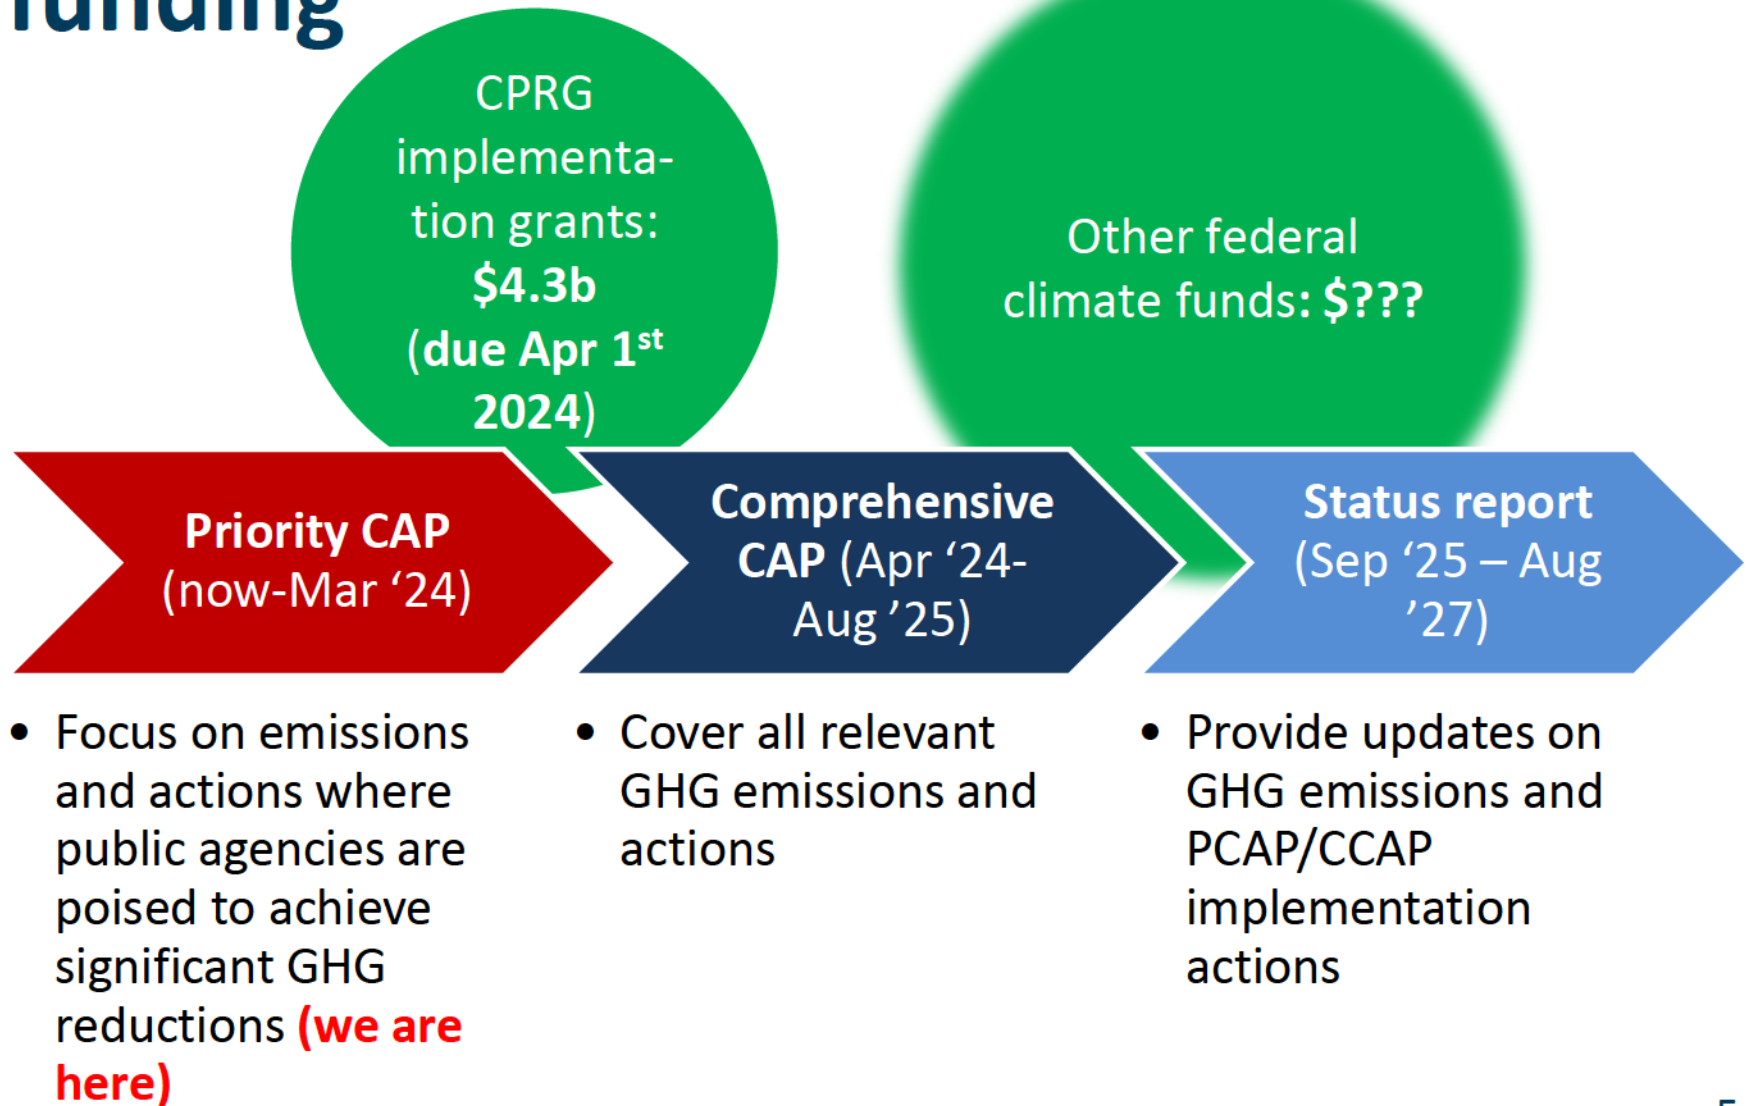 funding
CPRG
implementa-
tion grants:
$4.3b
(due Apr 1st
2024)
Other federal
climate funds: $???
Priority CAP
(now-Mar ‘24)
Comprehensive
CAP (Apr ‘24-
Aug ’25)
Status report
(Sep ‘25 – Aug
’27)
• Focus on emissions
and actions where
public agencies are
poised to achieve
significant GHG
reductions (we are
here)
• Cover all relevant
GHG emissions and
actions
• Provide updates on
GHG emissions and
PCAP/CCAP
implementation
actions